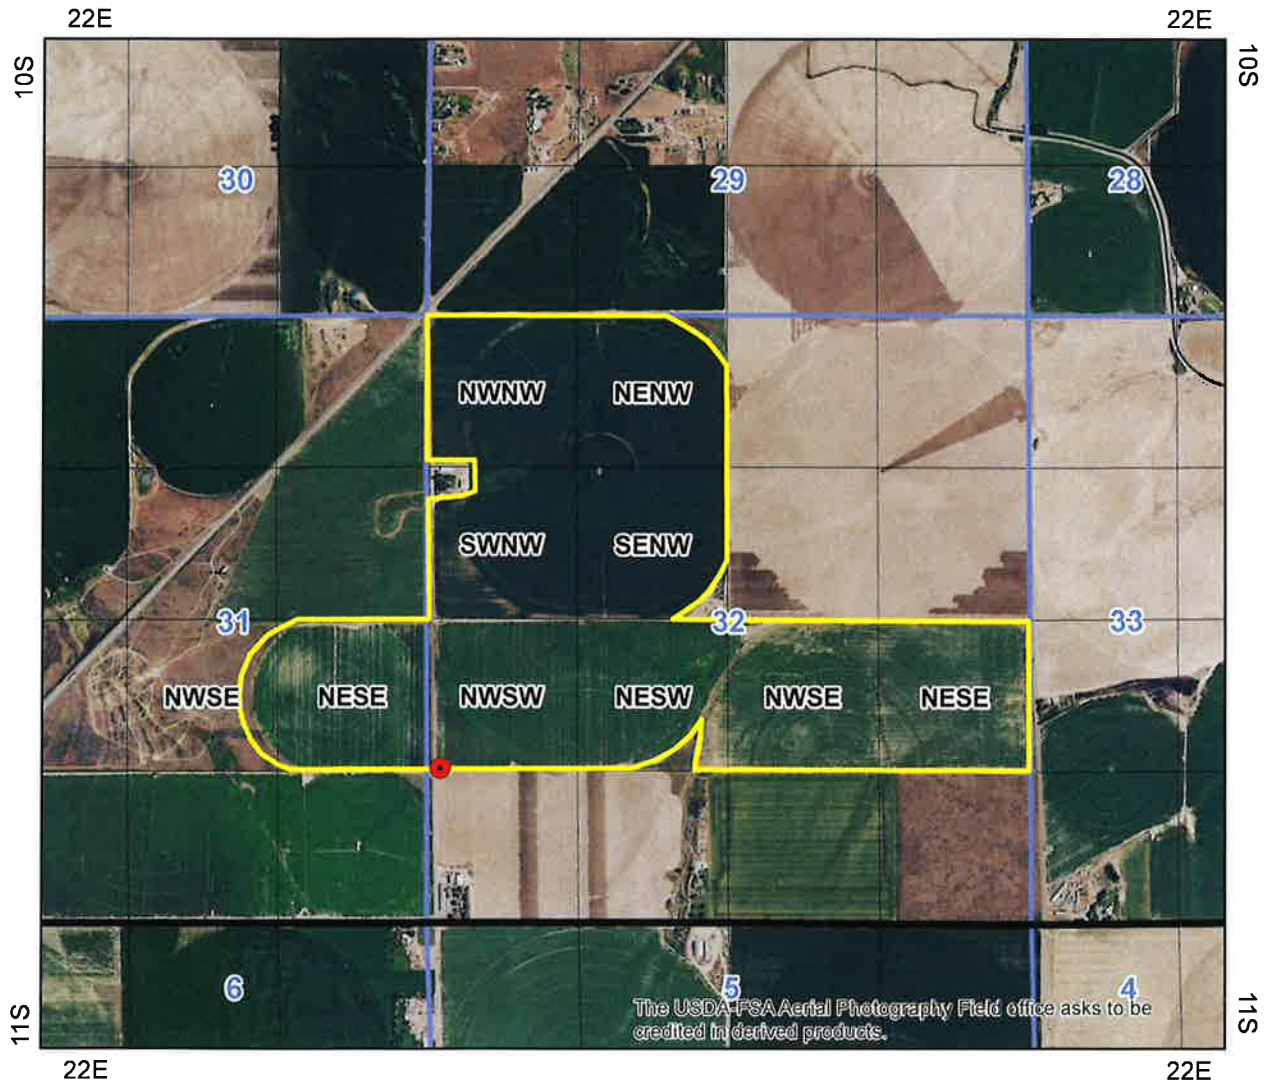 22E 22E
10S 10S
30 29 28
NWNW NENW
SWNW SENW
31 32 33
NWSE NESE NWSW NESW NWSE NESE
6 5 4
The USDA-FSA Aerial Photography Field office asks to be
credited in derived products.
11S 11S
22E 22E